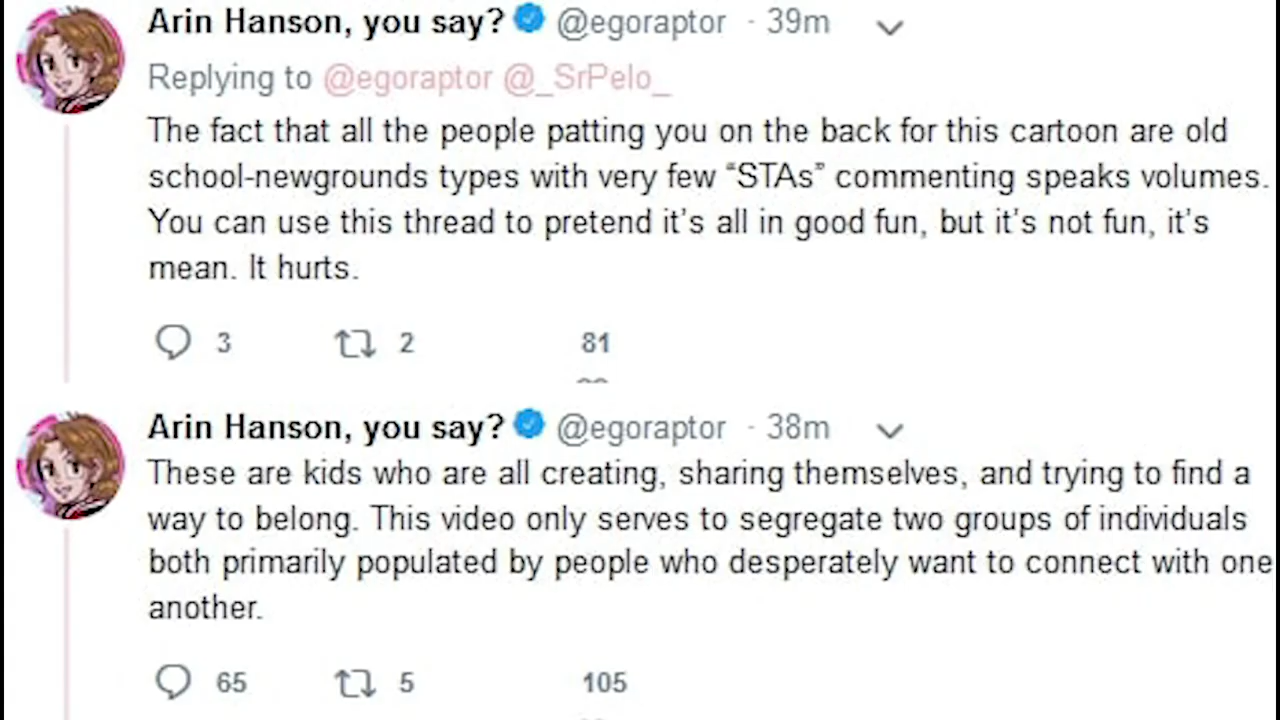 Arin Hanson, you say? @egoraptor · 39m
Replying to @egoraptor @_SrPelo_
The fact that all the people patting you on the back for this cartoon are old
school-newgrounds types with very few “STAs” commenting speaks volumes.
You can use this thread to pretend it's all in good fun, but it's not fun, it's
mean. It hurts.
3 2 81
Arin Hanson, you say? @egoraptor · 38m
These are kids who are all creating, sharing themselves, and trying to find a
way to belong. This video only serves to segregate two groups of individuals
both primarily populated by people who desperately want to connect with one
another.
65 5 105